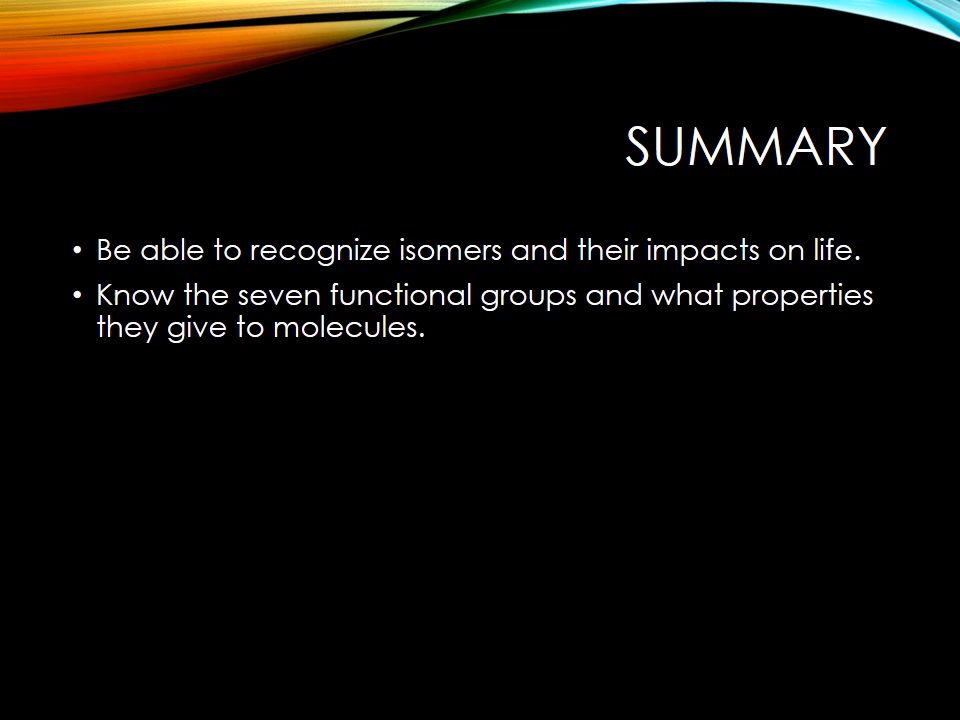 SUMMARY
• Be able to recognize isomers and their impacts on life.
• Know the seven functional groups and what properties
they give to molecules.